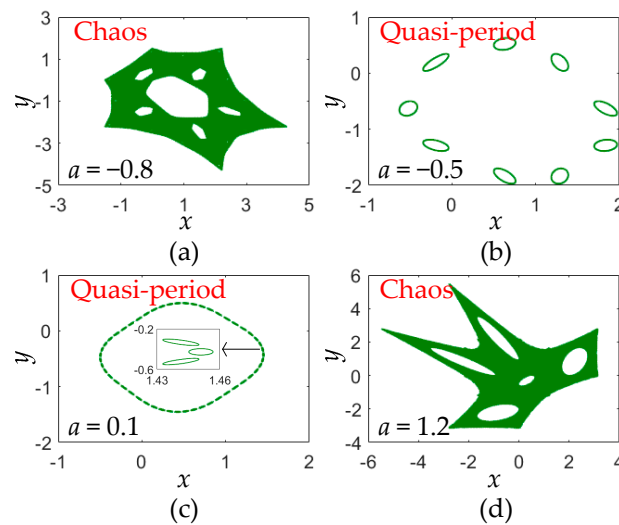 Chaos
3
1
-1
-3
-5
y
a = −0.8
-3
-1
1
3
5
x
(a)
Quasi-period
1
0
-1
-2
y
a = −0.5
0
1
2
x
(b)
Quasi-period
1
0
-1
-2
y
-0.2
-0.6
1.43
1.46
a = 0.1
-1
0
1
2
x
(c)
Chaos
6
4
2
0
-2
-4
y
a = 1.2
-6
-4
-2
0
2
4
x
(d)